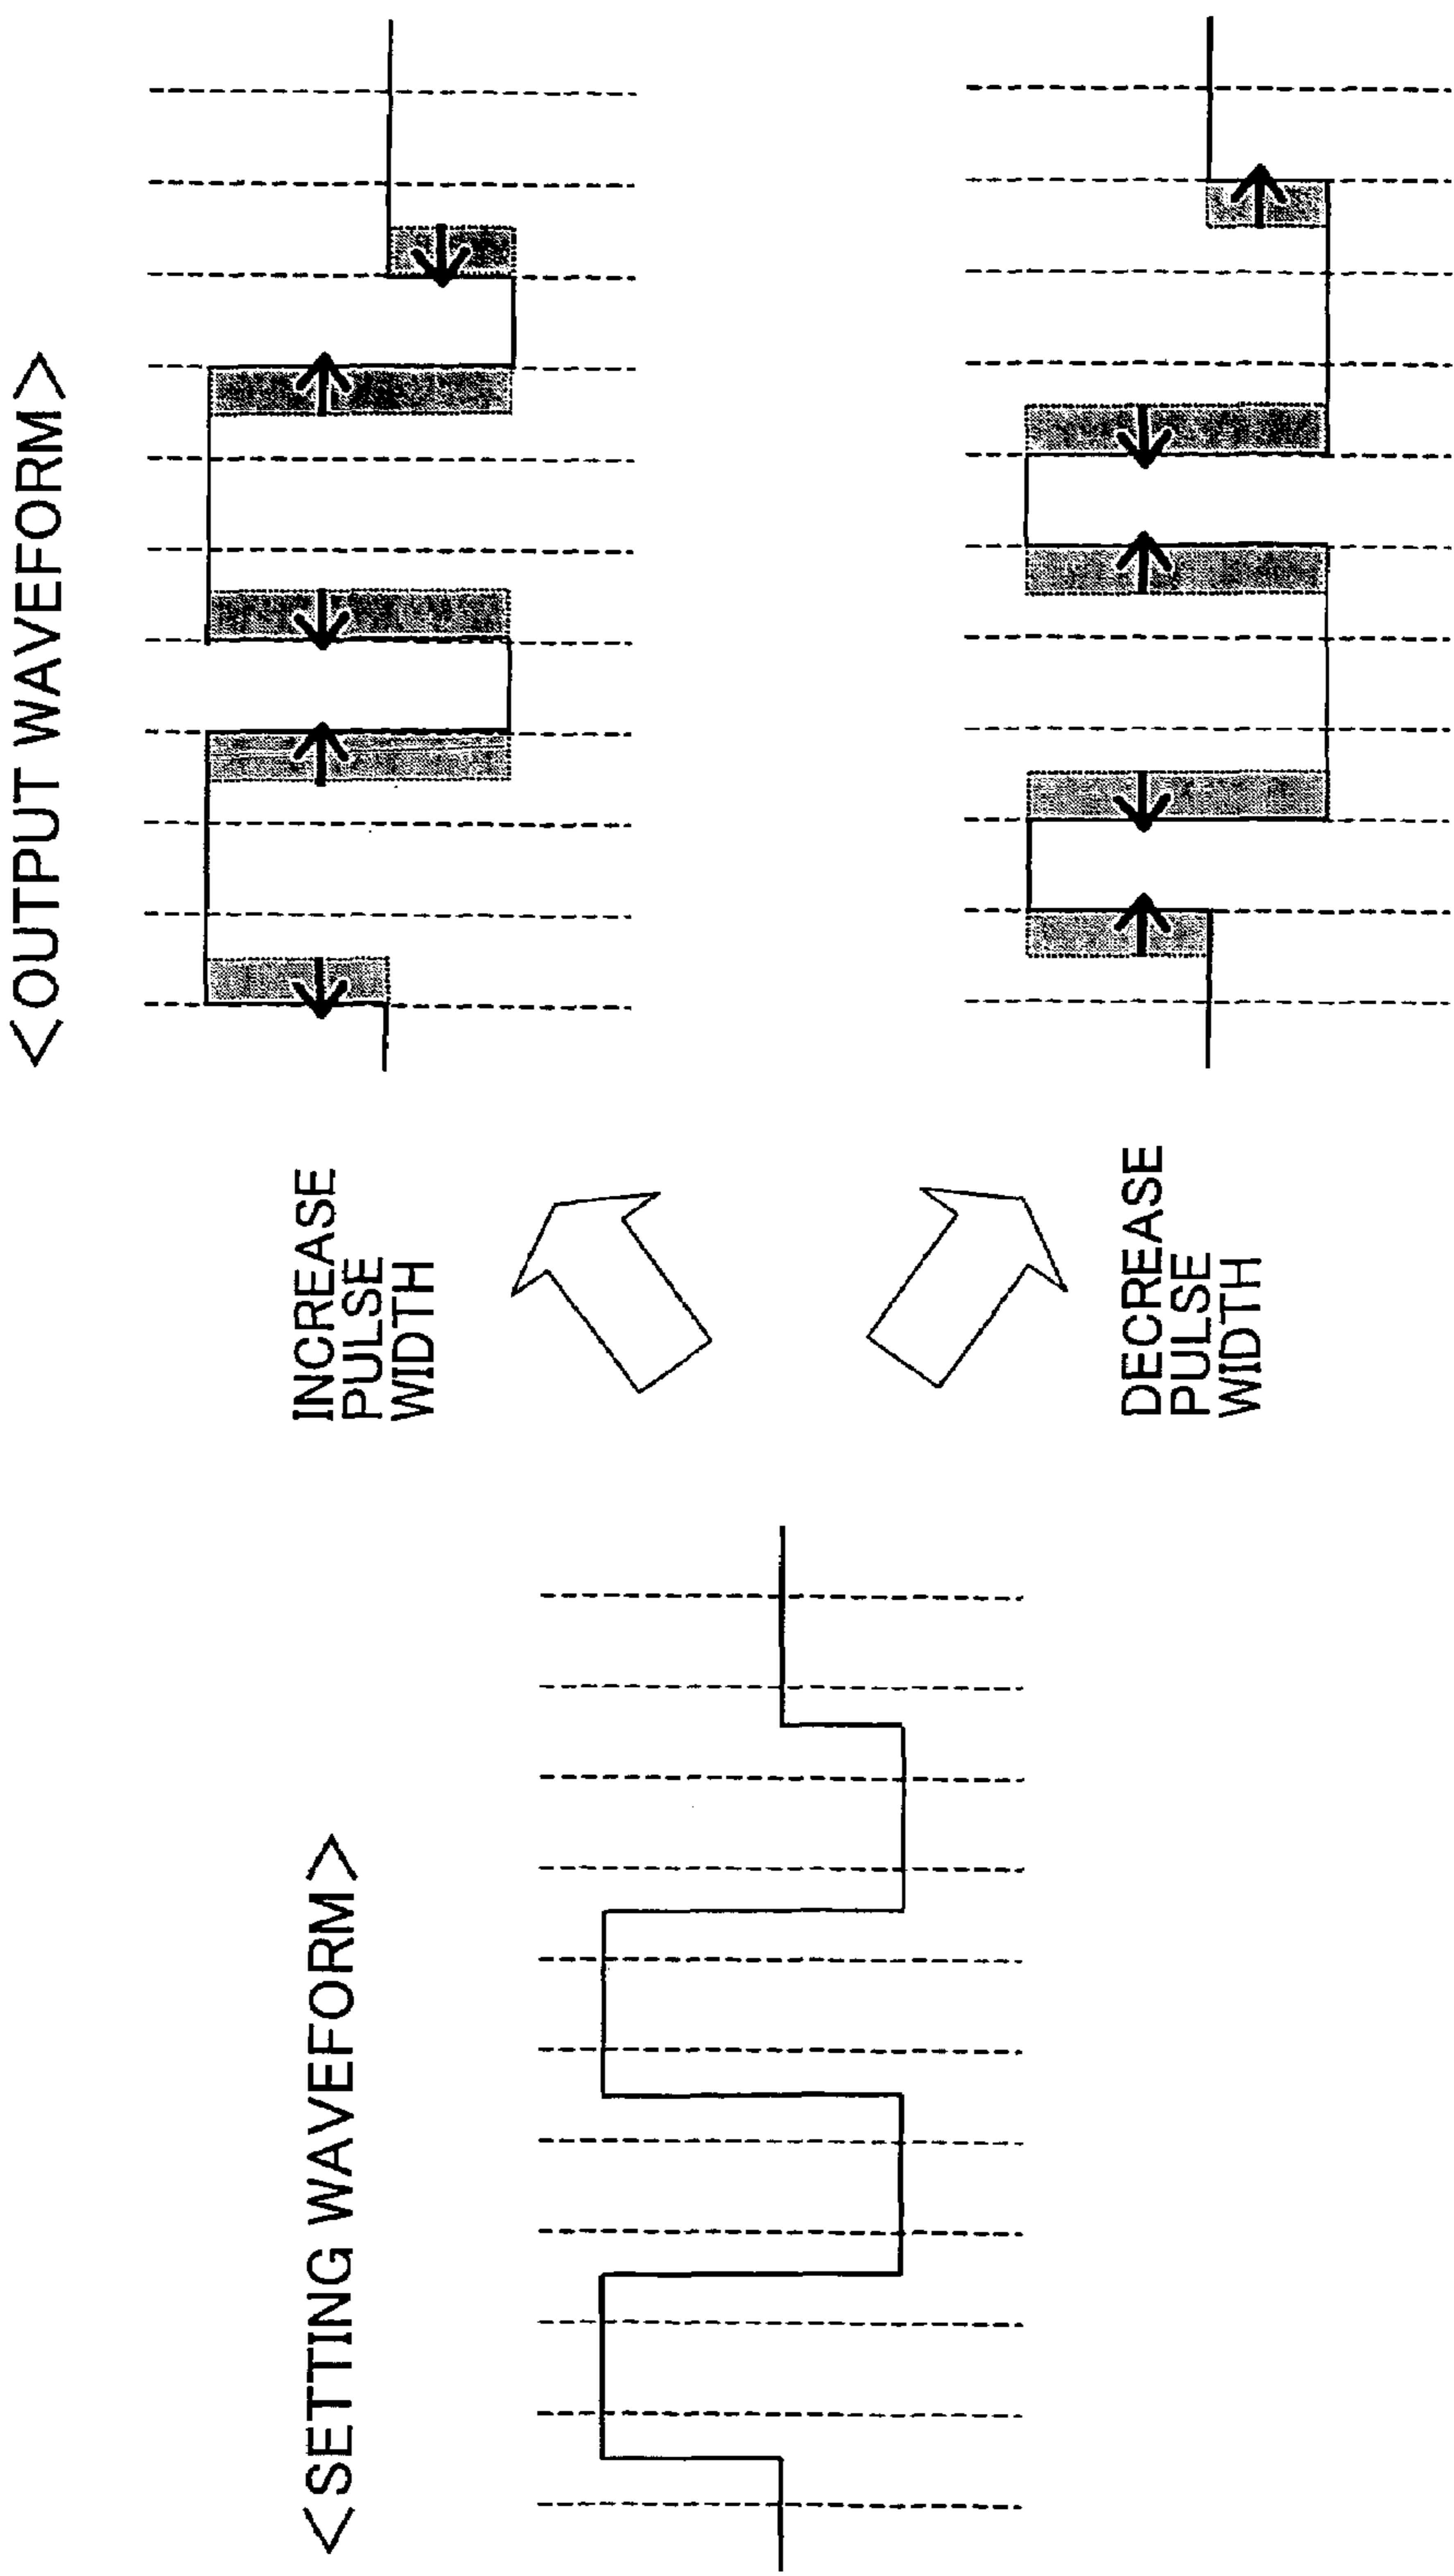 <SETTING WAVEFORM>
<OUTPUT WAVEFORM>
INCREASE
PULSE
WIDTH
DECREASE
PULSE
WIDTH